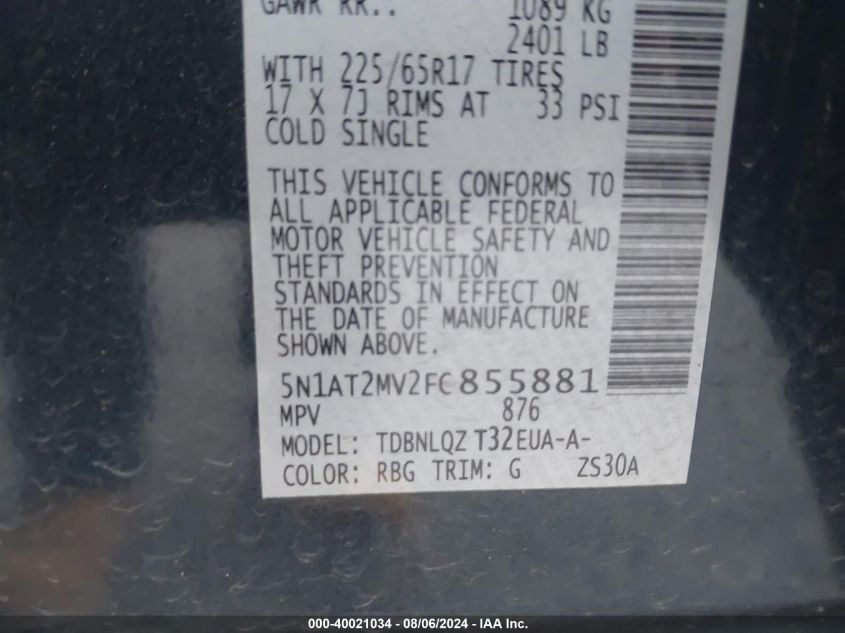 GAWR RR.: 1089 KG
2401 LB
WITH 225/65R17 TIRES
17 X 7J RIMS AT 33 PSI
COLD SINGLE
THIS VEHICLE CONFORMS TO
ALL APPLICABLE FEDERAL
MOTOR VEHICLE SAFETY AND
THEFT PREVENTION
STANDARDS IN EFFECT ON
THE DATE OF MANUFACTURE
SHOWN ABOVE.
5N1AT2MV2FC855881
MPV 876
MODEL: TDBNLQZ T32EUA-A-
COLOR: RBG TRIM: G ZS30A
000-40021034 - 08/06/2024 - IAA Inc.